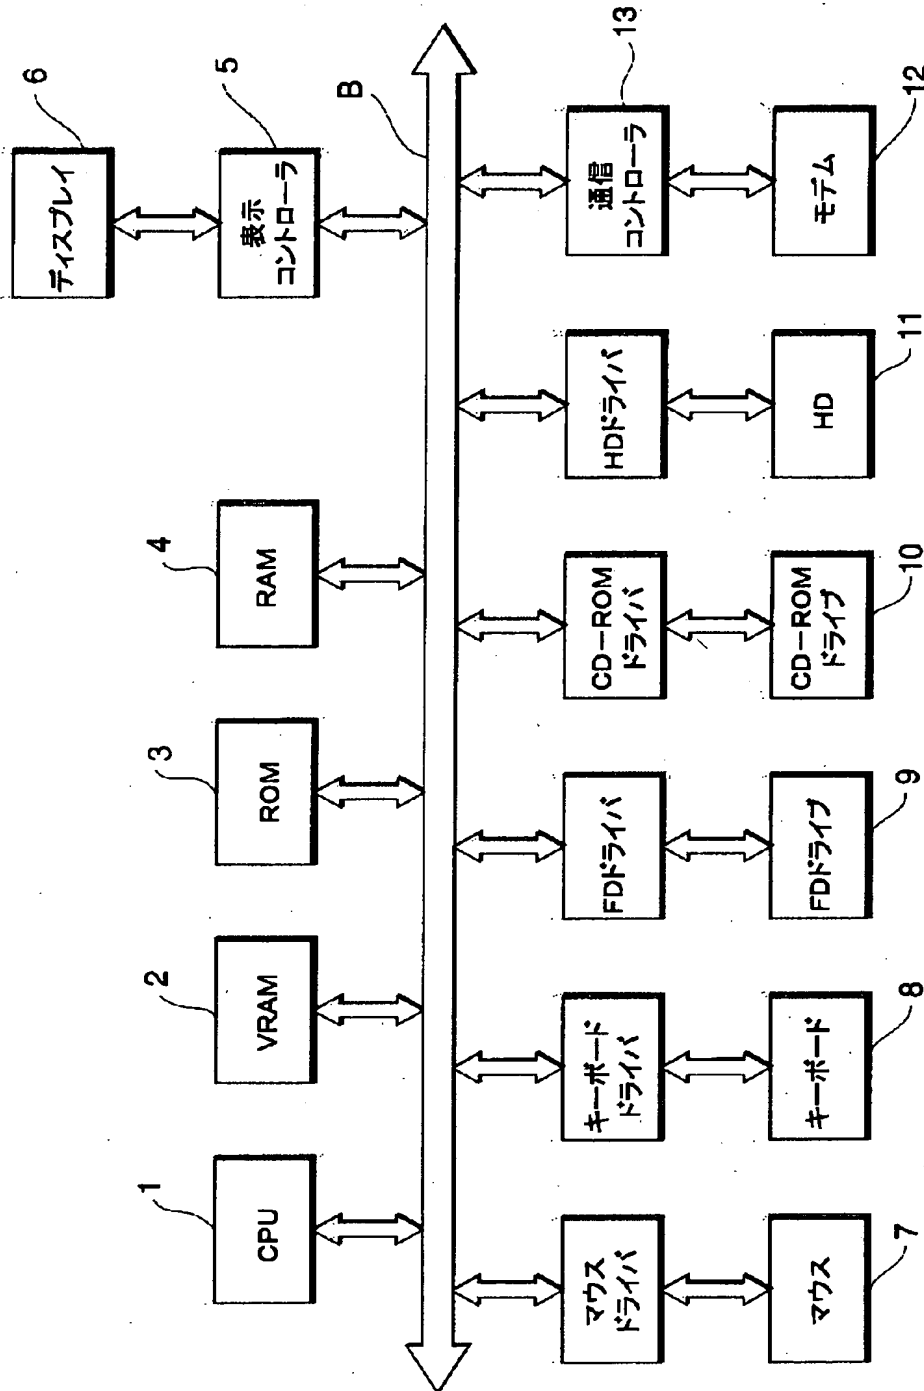 6
ディスプレイ
5
表示
コントローラ
B
4
RAM
3
ROM
2
VRAM
1
CPU
13
通信
コントローラ
HDドライバ
CD-ROM
ドライバ
FDドライバ
キーボード
ドライバ
マウス
ドライバ
12
モデム
11
HD
10
CD-ROM
ドライブ
9
FDドライブ
8
キーボード
7
マウス